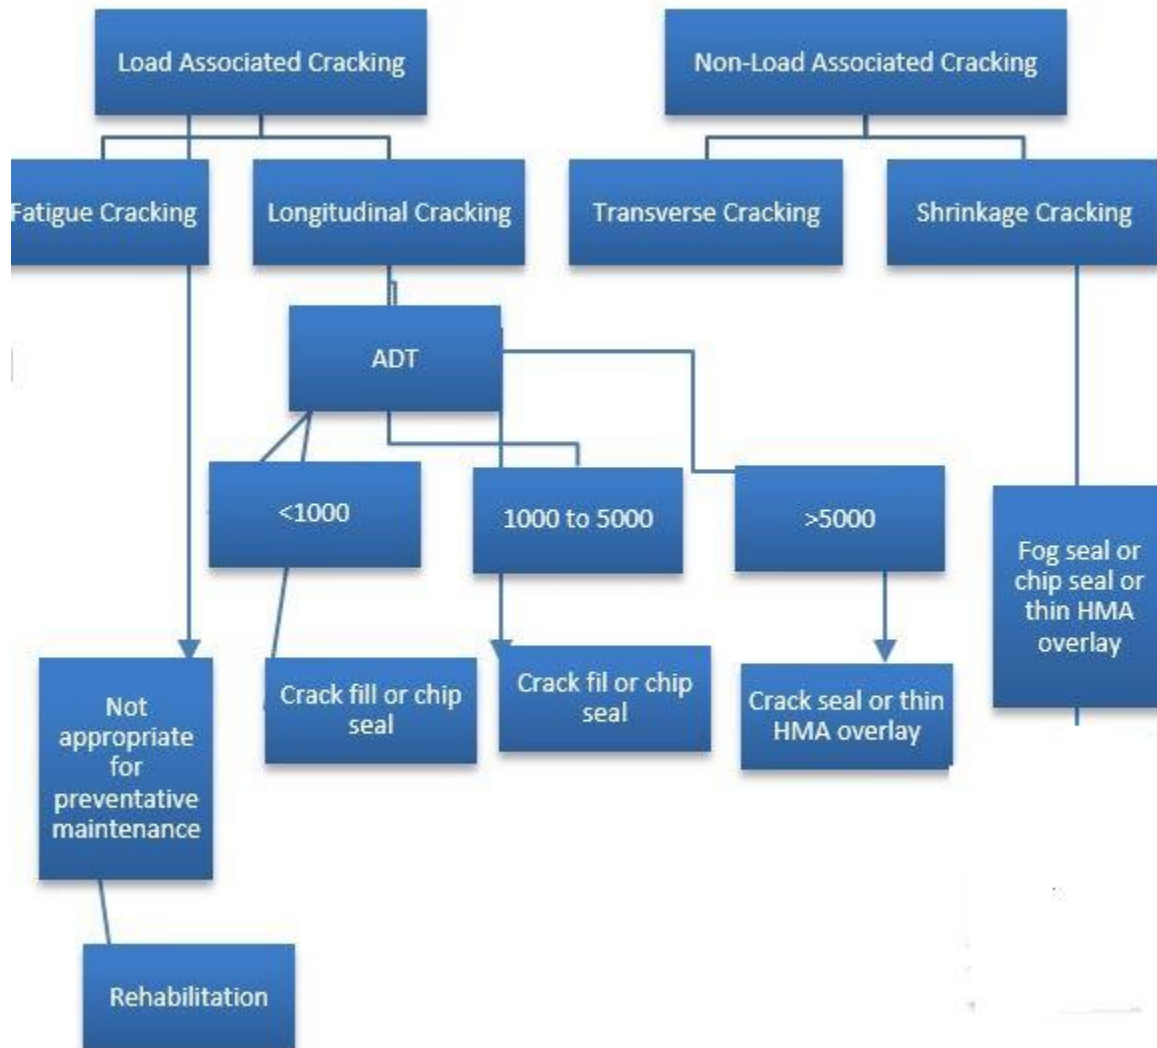 Load Associated Cracking
Non-Load Associated Cracking
Fatigue Cracking
Longitudinal Cracking
Transverse Cracking
Shrinkage Cracking
ADT
<1000
1000 to 5000
>5000
Fog seal or
chip seal or
thin HMA
overlay
Not
appropriate
for
preventative
maintenance
Crack fill or chip
seal
Crack fil or chip
seal
Crack seal or thin
HMA overlay
Rehabilitation